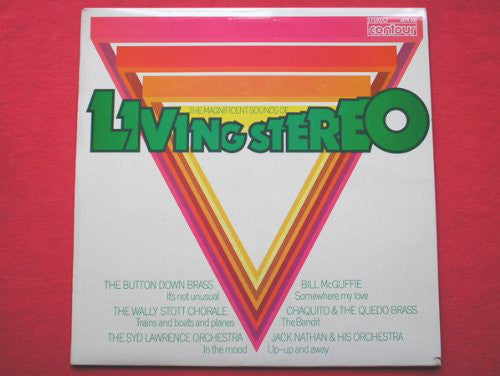 STEREO
contour
THE MAGNIFICENT SOUNDS OF
LIVING STEREO
THE BUTTON DOWN BRASS
It's not unusual
BILL McGUFFIE
Somewhere my love
THE WALLY STOTT CHORALE
Trains and boats and planes
CHAQUITO & THE QUEDO BRASS
The Bandit
THE SYD LAWRENCE ORCHESTRA
In the mood
JACK NATHAN & HIS ORCHESTRA
Up-up and away